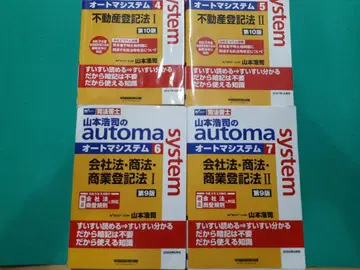 オートマシステム 4
不動産登記法 I
第10版
山本浩司
system
すいすい読める→すいすい分かる
だから暗記は不要
だから使える知識
オートマシステム 5
不動産登記法 II
第10版
山本浩司
system
すいすい読める→すいすい分かる
だから暗記は不要
だから使える知識
司法書士
山本浩司の
automa
system
オートマシステム 6
会社法・商法・
商業登記法 I
第9版
山本浩司
すいすい読める→すいすい分かる
だから暗記は不要
だから使える知識
司法書士
山本浩司の
automa
system
オートマシステム 7
会社法・商法・
商業登記法 II
第9版
山本浩司
すいすい読める→すいすい分かる
だから暗記は不要
だから使える知識